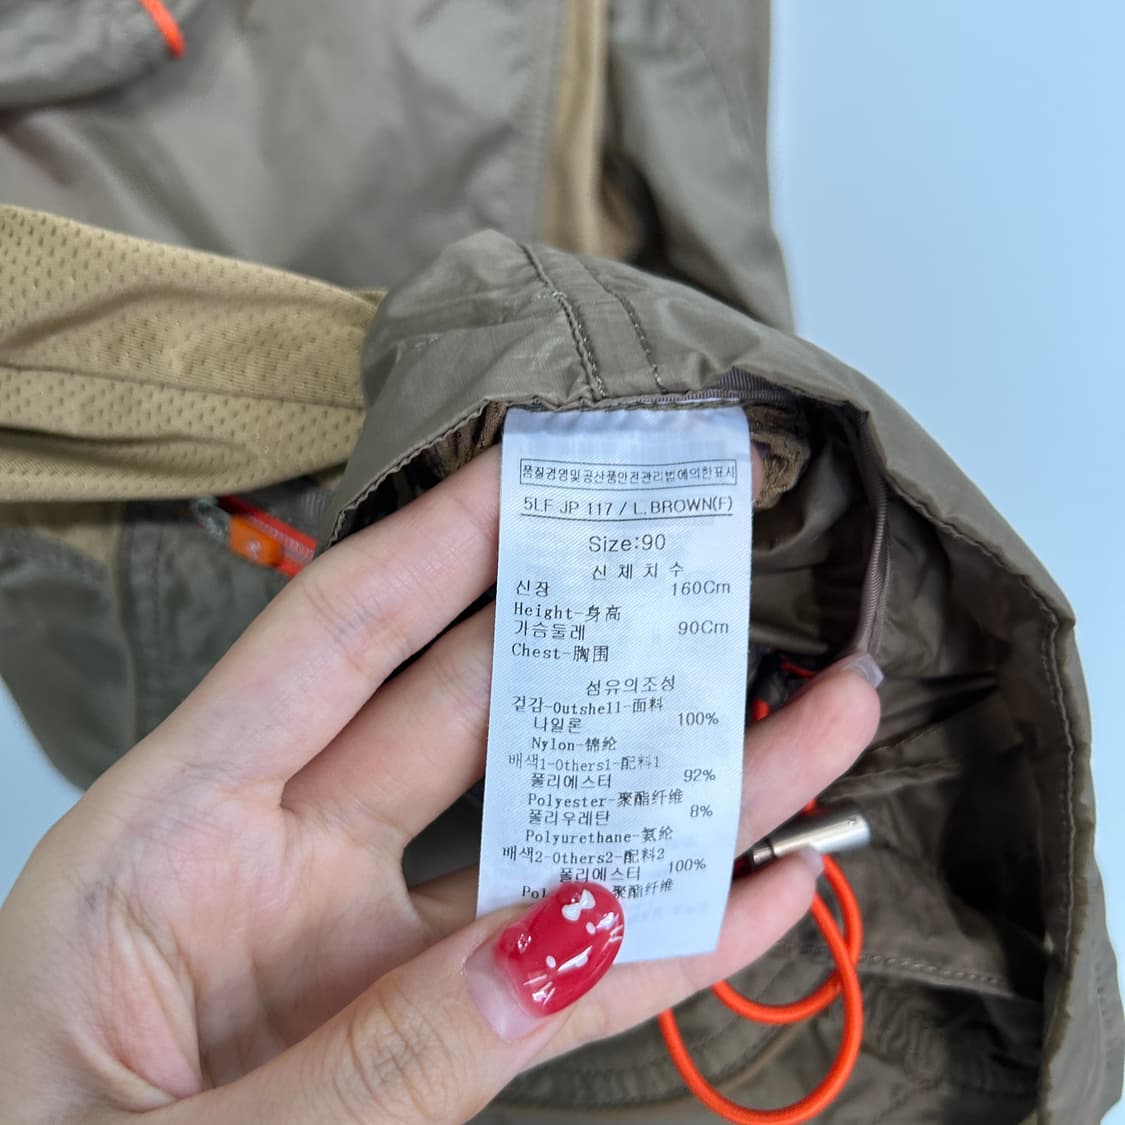 품질경영및공산품안전관리법에의한표시
5LF JP 117 / L.BROWN(F)
Size:90
신 체 치 수
신장 160Cm
Height-身高
가슴둘레 90Cm
Chest-胸围
섬유의조성
겉감-Outshell-面料
나일론 100%
Nylon-锦纶
배색1-Others1-配料1
폴리에스터 92%
Polyester-聚酯纤维
폴리우레탄 8%
Polyurethane-氨纶
배색2-Others2-配料2
폴리에스터 100%
聚酯纤维